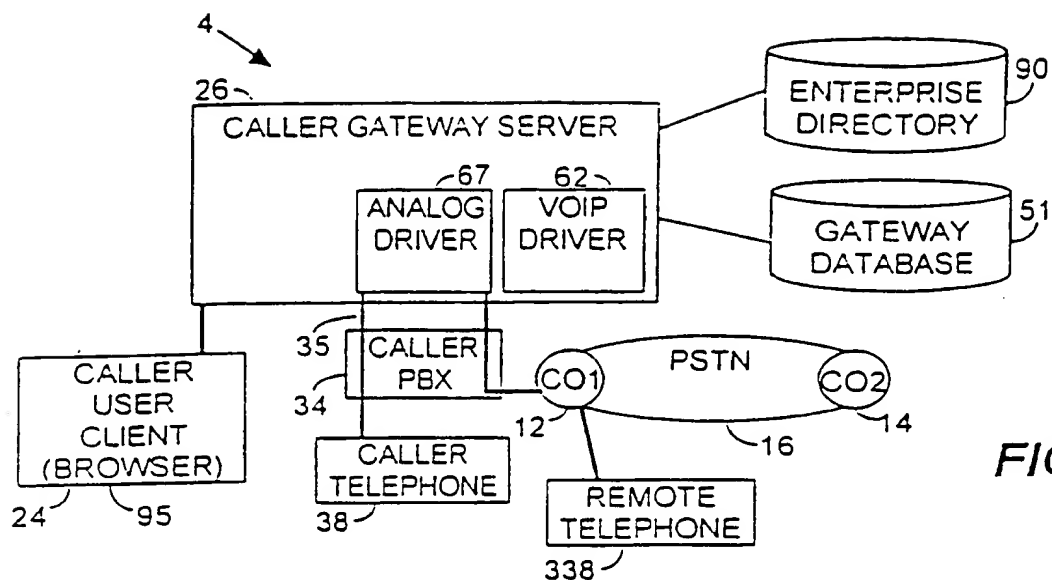 4
26
CALLER GATEWAY SERVER
67
ANALOG
DRIVER
62
VOIP
DRIVER
ENTERPRISE
DIRECTORY
90
GATEWAY
DATABASE
51
35
CALLER
PBX
34
CALLER
USER
CLIENT
(BROWSER)
24
95
CALLER
TELEPHONE
38
CO1
12
PSTN
16
CO2
14
REMOTE
TELEPHONE
338
FIG